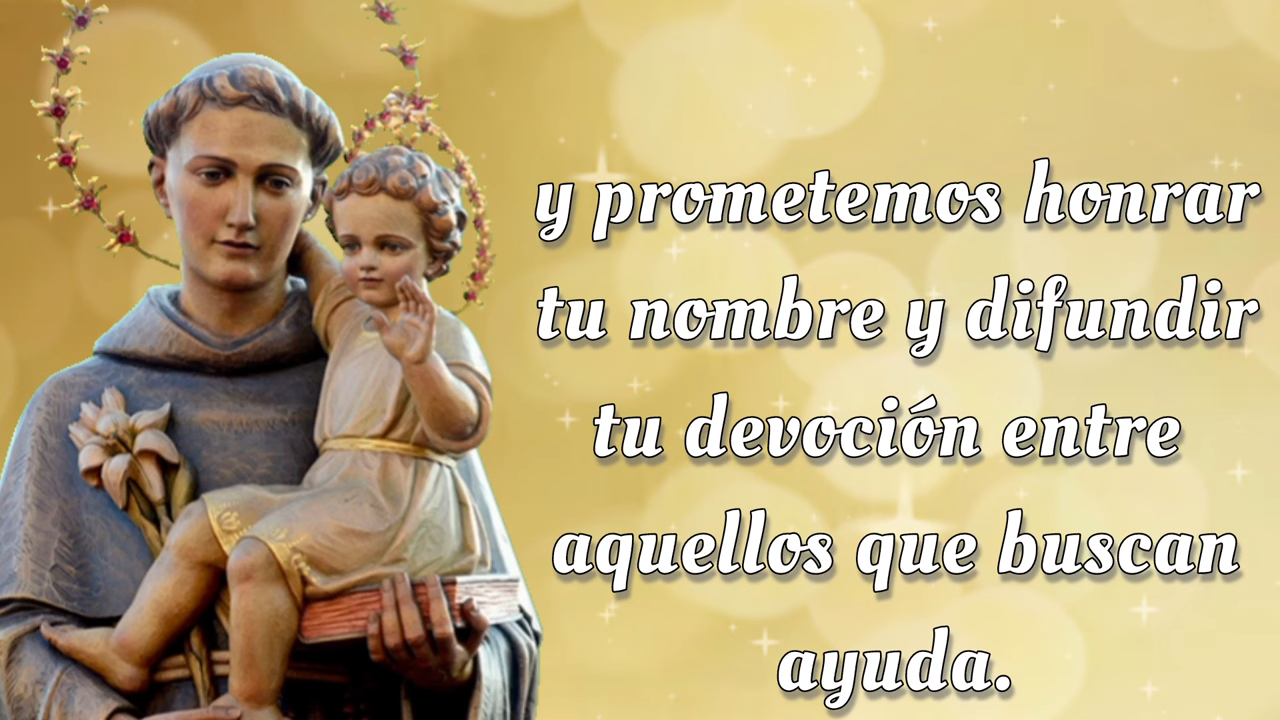 y prometemos honrar
tu nombre y difundir
tu devoción entre
aquellos que buscan
ayuda.